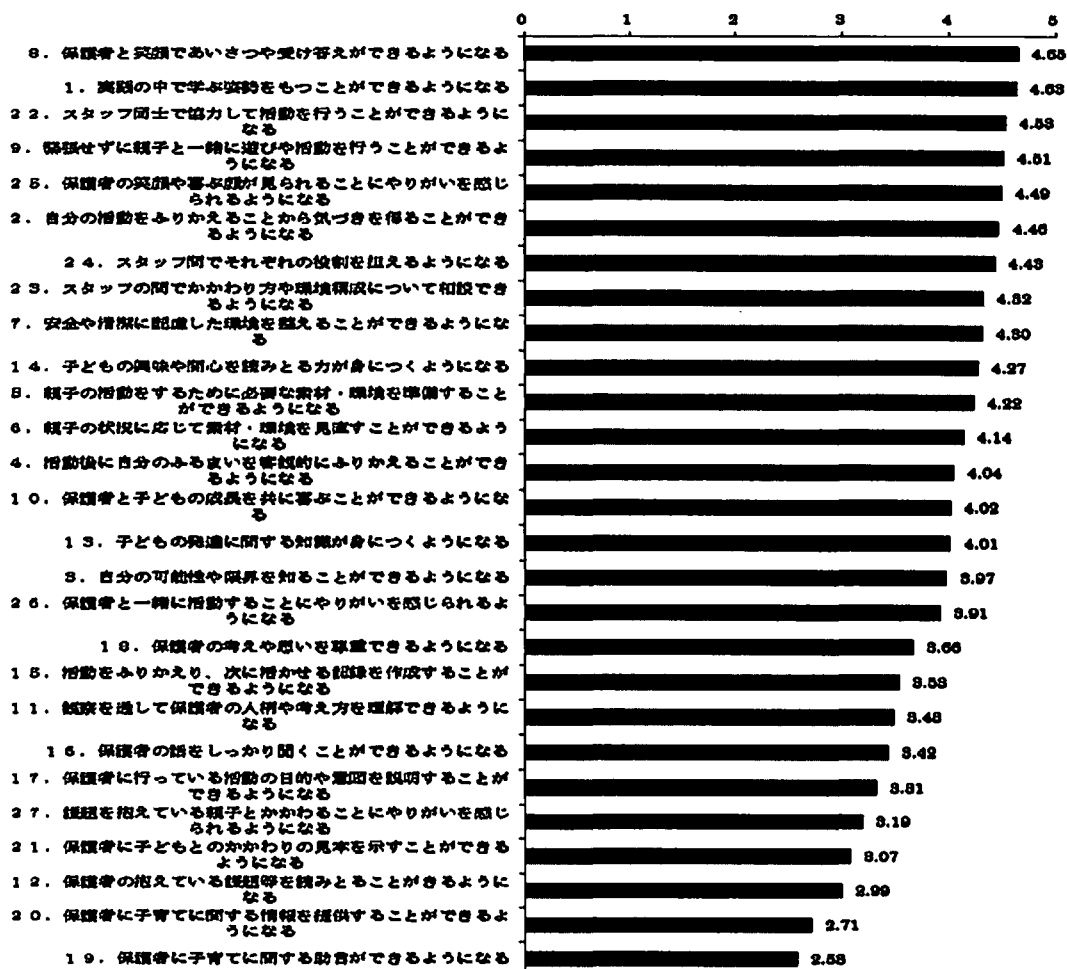 0 1 2 3 4 5
8. 保護者と笑顔であいさつや受け答えができるようになる 4.65
1. 実践の中で学ぶ姿勢をもつことができるようになる 4.63
22. スタッフ同士で協力して活動を行うことができるように
なる 4.53
9. 緊張せずに親子と一緒に遊びや活動を行うことができるよ
うになる 4.51
25. 保護者の笑顔や喜ぶ顔が見られることにやりがいを感じ
られるようになる 4.49
2. 自分の活動をふりかえることから気づきを得ることができ
るようになる 4.46
24. スタッフ間でそれぞれの役割を担えるようになる 4.43
23. スタッフの間でかかわり方や環境構成について相談でき
るようになる 4.32
7. 安全や清潔に配慮した環境を整えることができるようにな
る 4.30
14. 子どもの興味や関心を読みとる力が身につくようになる 4.27
5. 親子の活動をするために必要な素材・環境を準備すること
ができるようになる 4.22
6. 親子の状況に応じて素材・環境を見直すことができるよう
になる 4.14
4. 活動後に自分のふるまいを客観的にふりかえることができ
るようになる 4.04
10. 保護者と子どもの成長を共に喜ぶことができるようにな
る 4.02
13. 子どもの発達に関する知識が身につくようになる 4.01
3. 自分の可能性や限界を知ることができるようになる 3.97
26. 保護者と一緒に活動することにやりがいを感じられるよ
うになる 3.91
18. 保護者の考えや思いを尊重できるようになる 3.66
15. 活動をふりかえり、次に活かせる記録を作成することが
できるようになる 3.53
11. 観察を通して保護者の人柄や考え方を理解できるように
なる 3.48
16. 保護者の話をしっかり聞くことができるようになる 3.42
17. 保護者に行っている活動の目的や意図を説明することが
できるようになる 3.31
27. 課題を抱えている親子とかかわることにやりがいを感じ
られるようになる 3.19
21. 保護者に子どもとのかかわりの見本を示すことができる
ようになる 3.07
12. 保護者の抱えている課題等を読みとることがきるように
なる 2.99
20. 保護者に子育てに関する情報を提供することができるよ
うになる 2.71
19. 保護者に子育てに関する助言ができるようになる 2.58